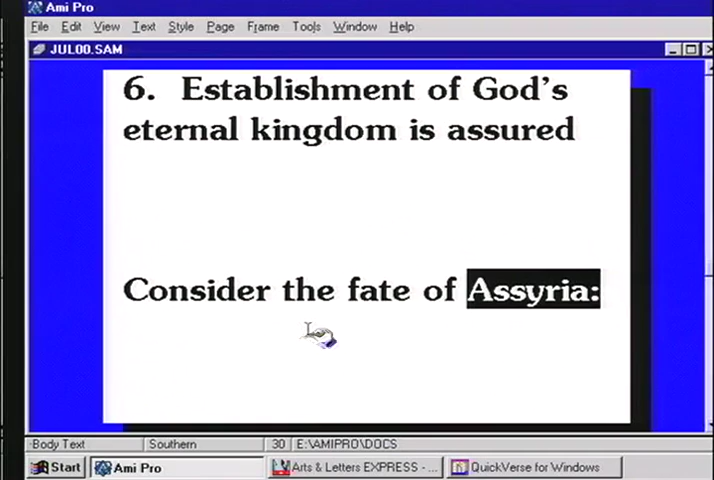 Ami Pro
File Edit View Text Style Page Frame Tools Window Help
JUL00.SAM
6. Establishment of God's
eternal kingdom is assured
Consider the fate of Assyria:
Body Text Southern 30 E:\AMIPRO\DOCS
Start Ami Pro Arts & Letters EXPRESS - ... QuickVerse for Windows